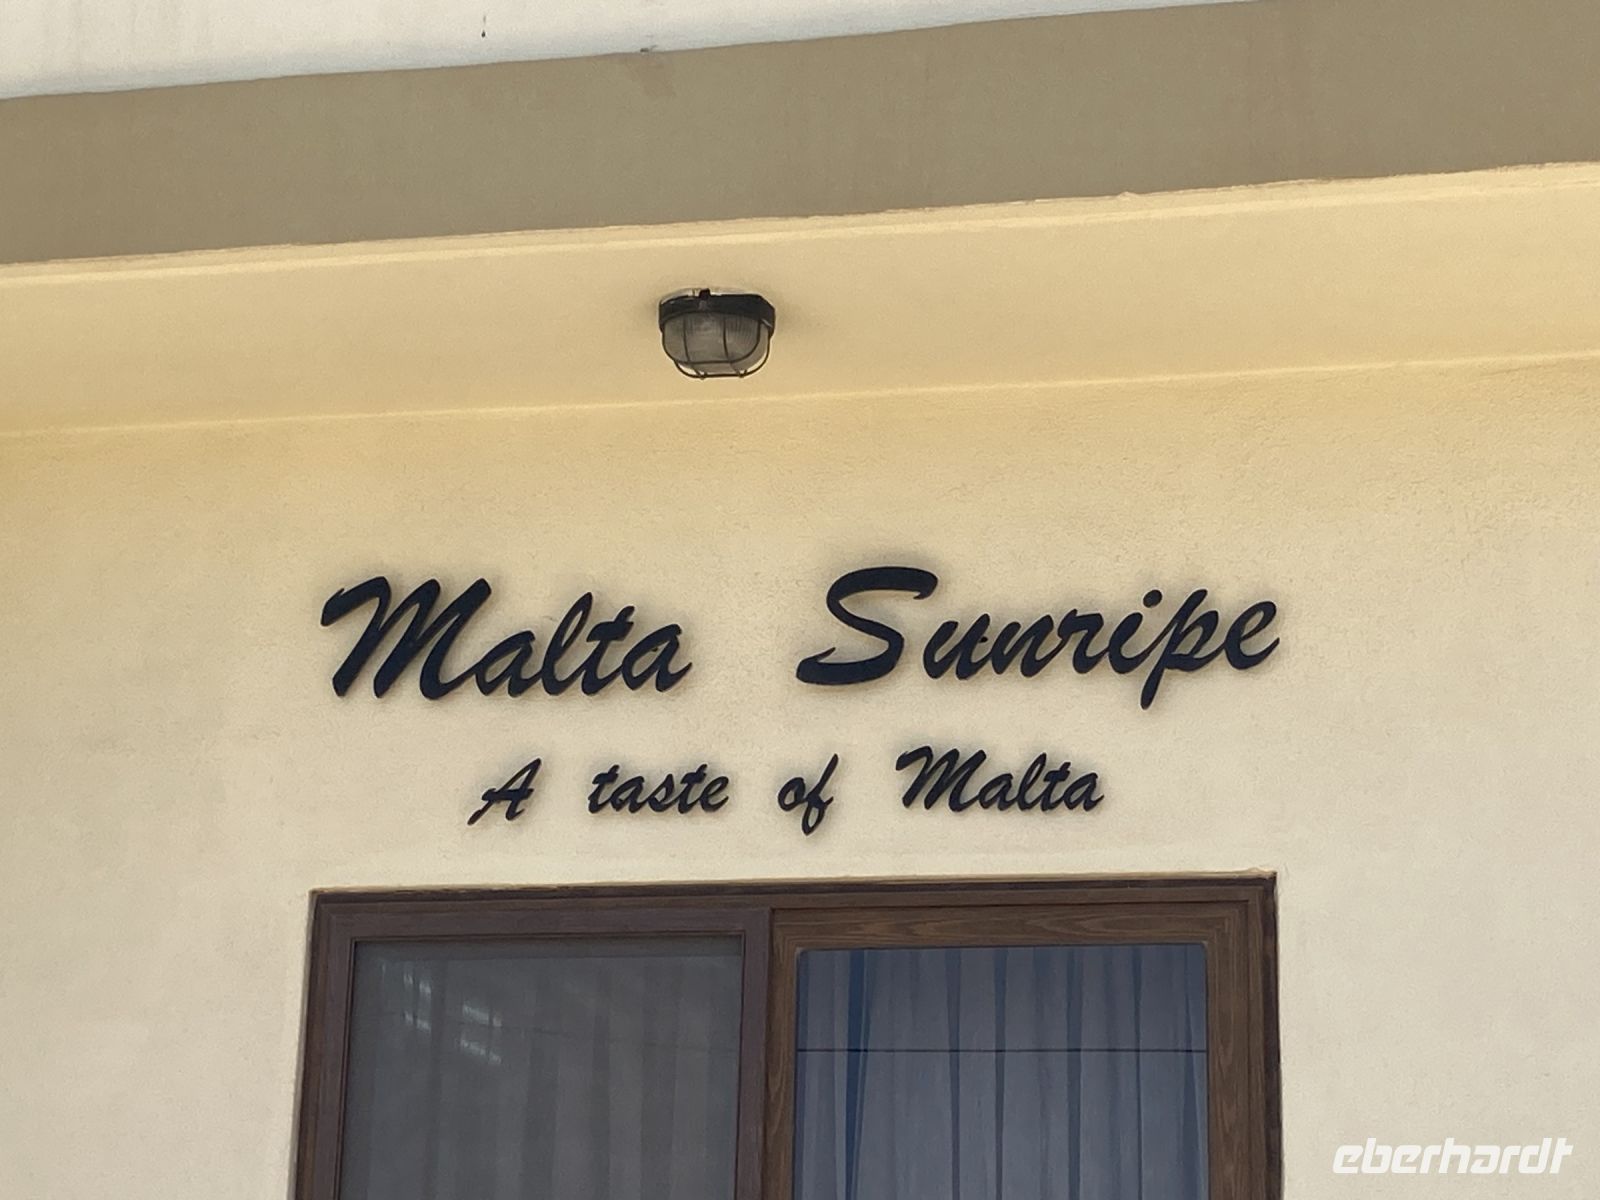 Malta Sunripe
A taste of Malta
eberhardt